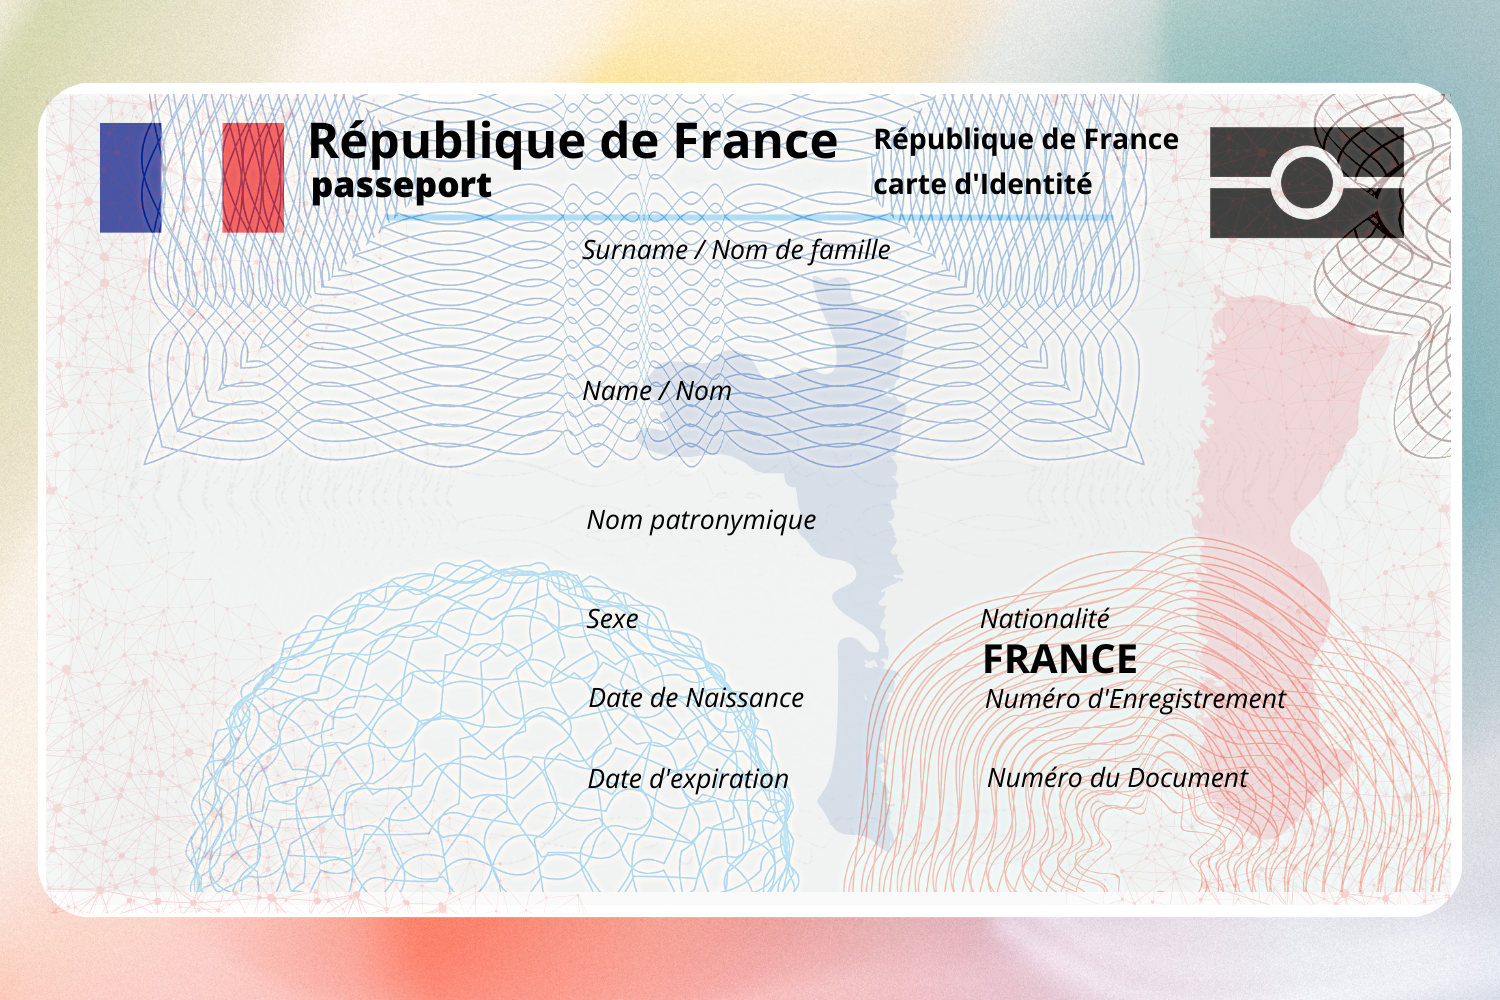 République de France
passeport
République de France
carte d'Identité
Surname / Nom de famille
Name / Nom
Nom patronymique
Sexe
Nationalité
FRANCE
Date de Naissance
Numéro d'Enregistrement
Date d'expiration
Numéro du Document